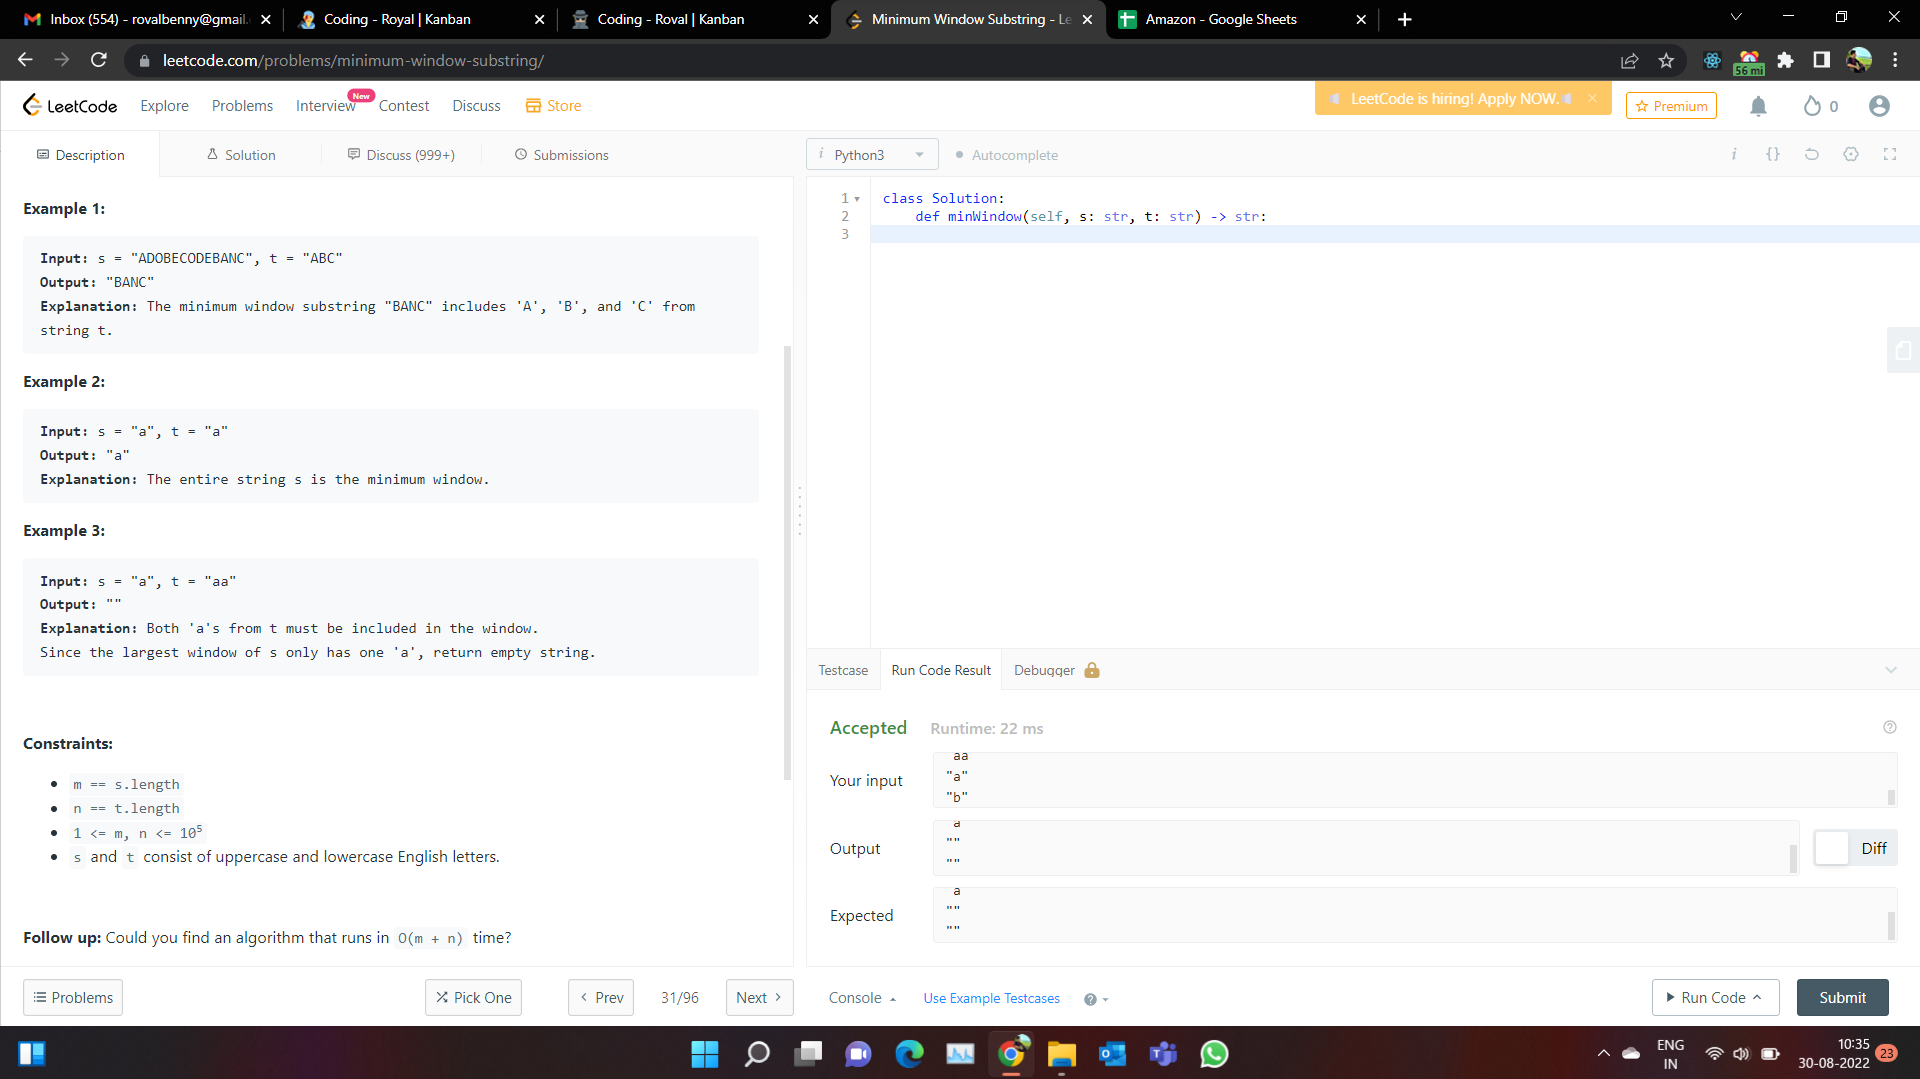 Inbox (554) - rovalbenny@gmail.
Coding - Royal | Kanban
Coding - Roval | Kanban
Minimum Window Substring - Le
Amazon - Google Sheets
leetcode.com/problems/minimum-window-substring/
56 mi
LeetCode
Explore
Problems
Interview
New
Contest
Discuss
Store
LeetCode is hiring! Apply NOW.
Premium
0
Description
Solution
Discuss (999+)
Submissions
i Python3
Autocomplete
Example 1:
Input: s = "ADOBECODEBANC", t = "ABC"
Output: "BANC"
Explanation: The minimum window substring "BANC" includes 'A', 'B', and 'C' from
string t.
Example 2:
Input: s = "a", t = "a"
Output: "a"
Explanation: The entire string s is the minimum window.
Example 3:
Input: s = "a", t = "aa"
Output: ""
Explanation: Both 'a's from t must be included in the window.
Since the largest window of s only has one 'a', return empty string.
Constraints:
m == s.length
n == t.length
1 <= m, n <= 10⁵
s and t consist of uppercase and lowercase English letters.
Follow up: Could you find an algorithm that runs in O(m + n) time?
1 class Solution:
2 def minWindow(self, s: str, t: str) -> str:
3
Testcase
Run Code Result
Debugger
Accepted
Runtime: 22 ms
Your input
aa
"a"
"b"
Output
a
""
""
Diff
Expected
a
""
""
Problems
Pick One
Prev
31/96
Next
Console
Use Example Testcases
Run Code
Submit
ENG
IN
10:35
30-08-2022
23